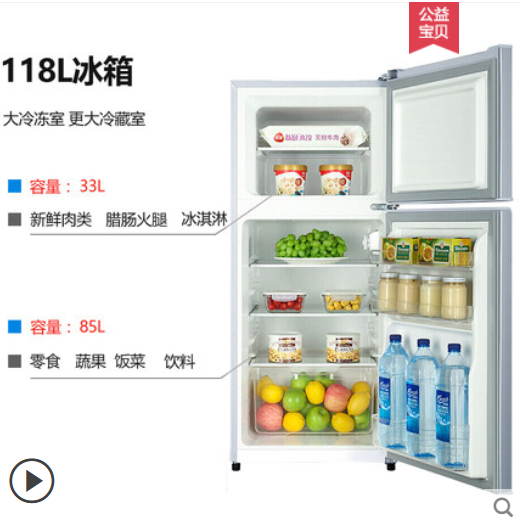 公益
宝贝
118L冰箱
大冷冻室 更大冷藏室
容量： 33L
新鲜肉类 腊肠火腿 冰淇淋
容量： 85L
零食 蔬果 饭菜 饮料